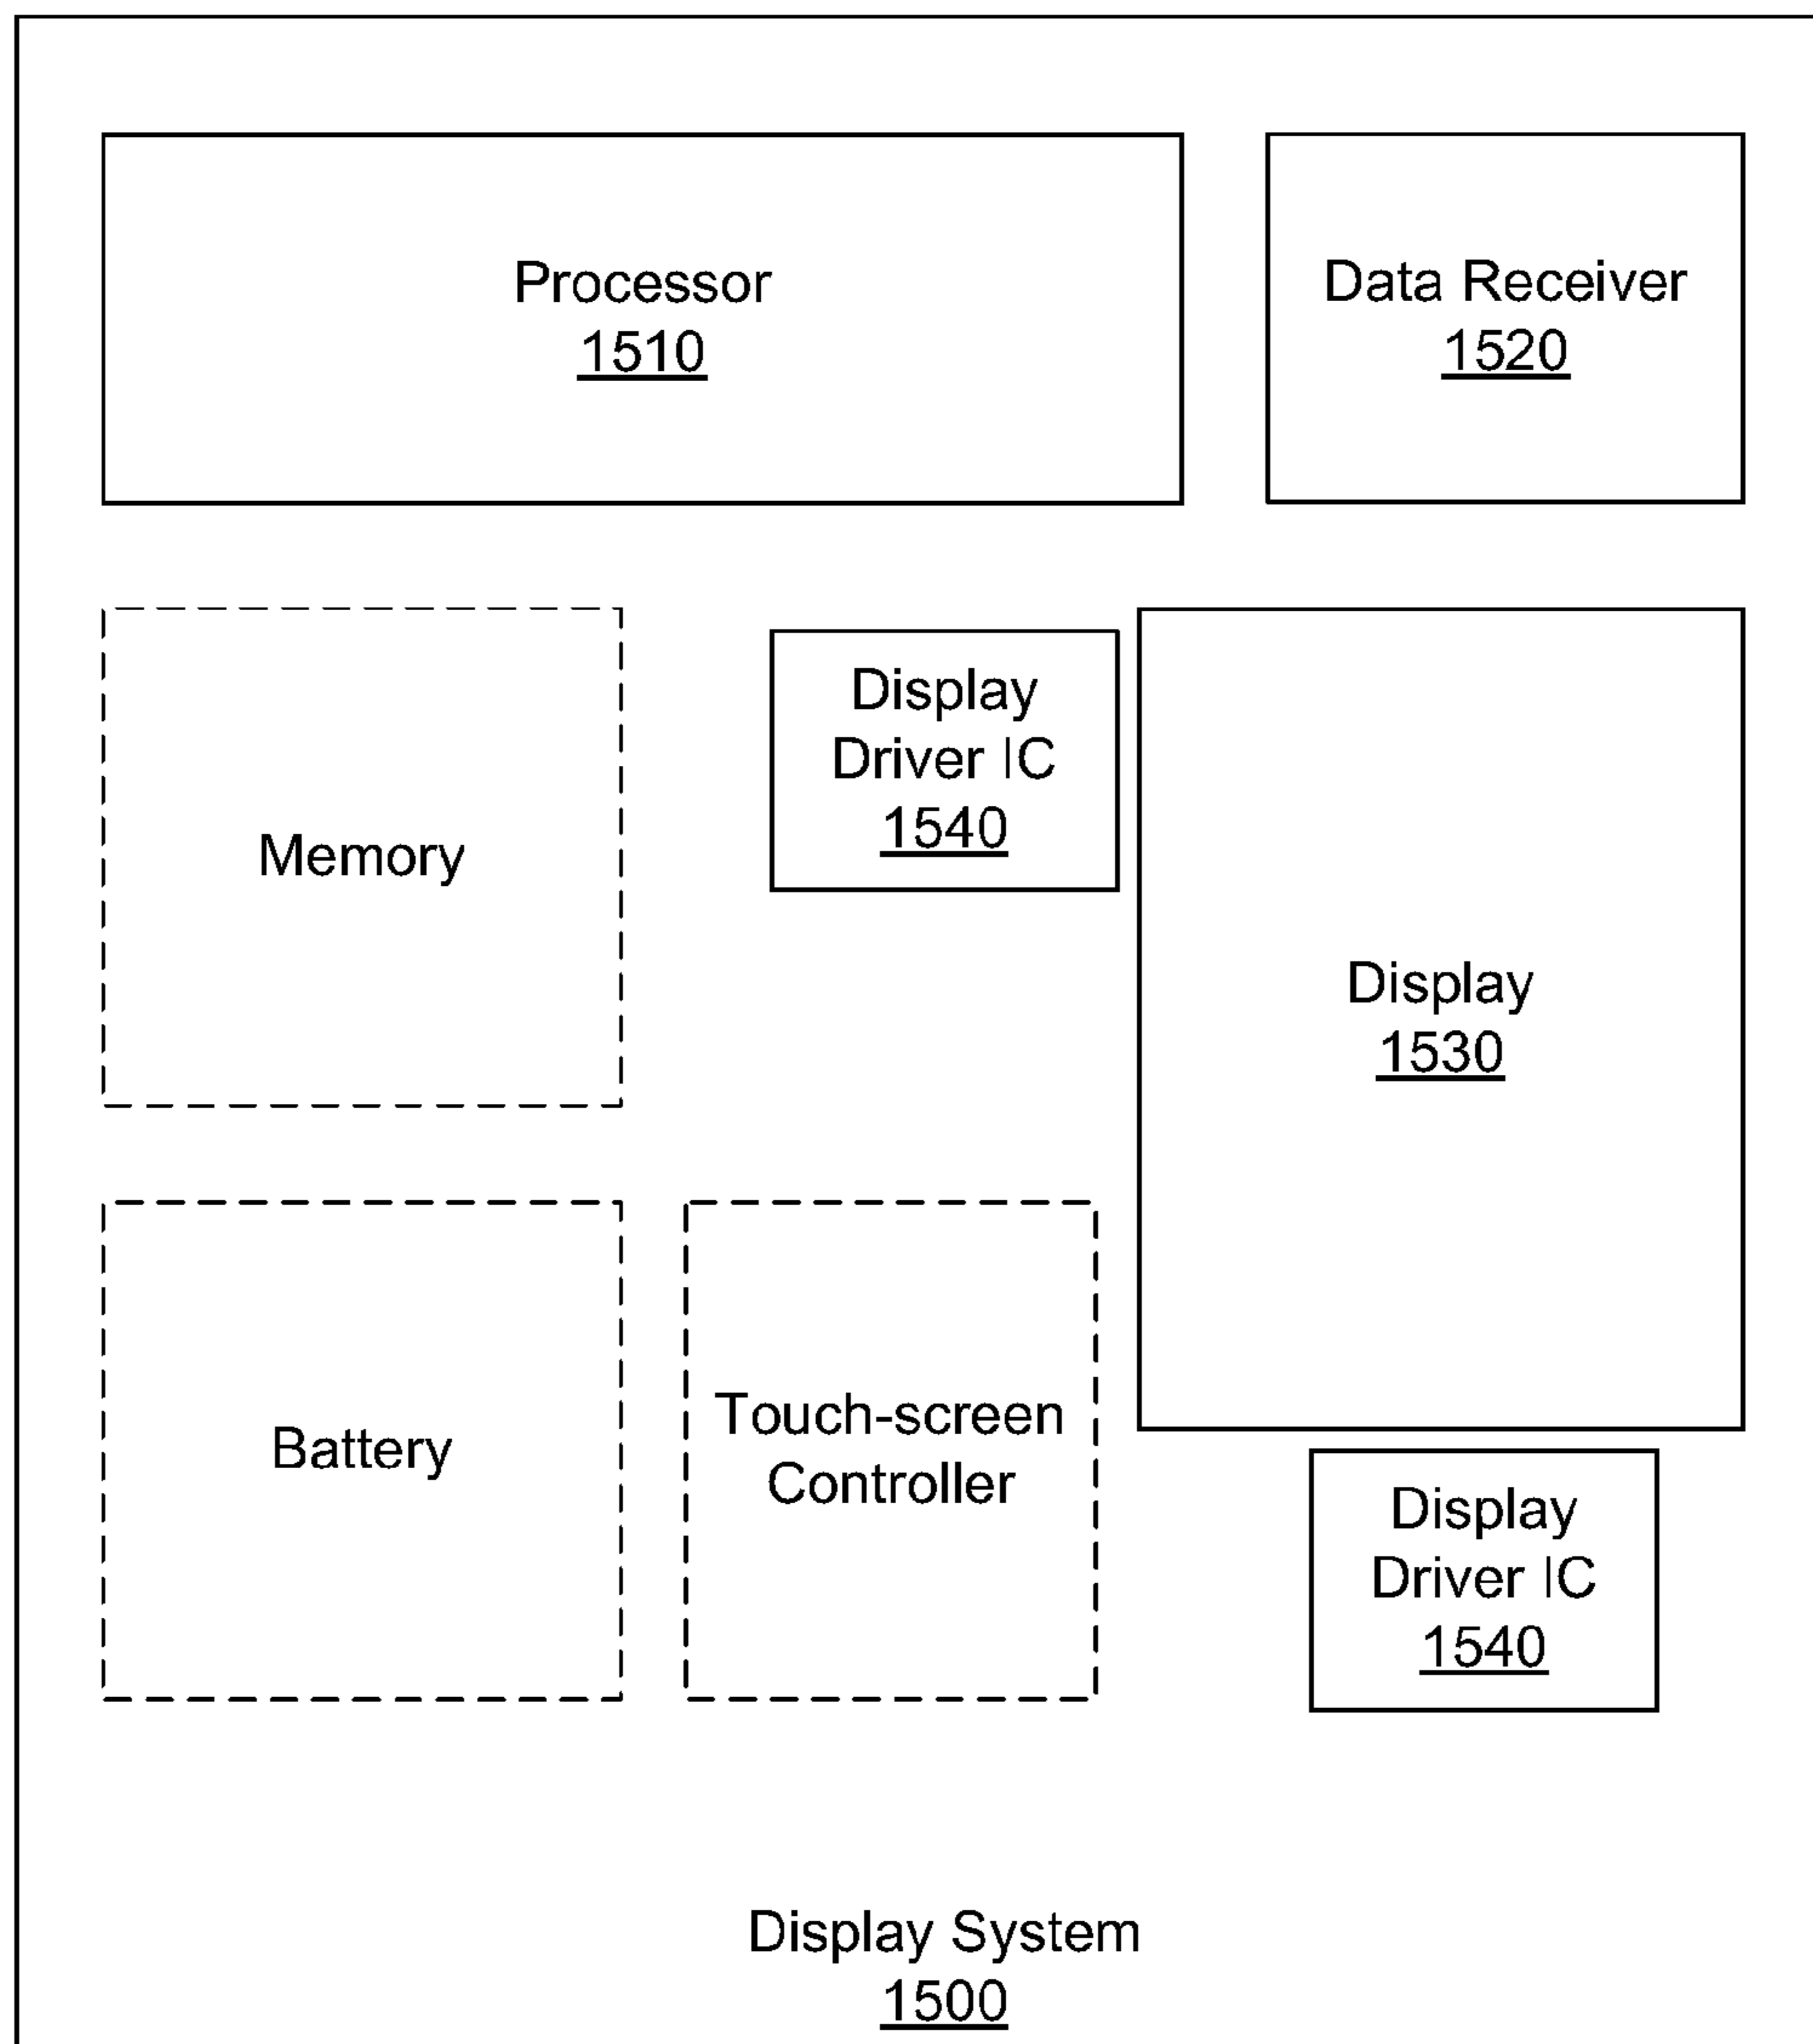 Processor
1510
Data Receiver
1520
Memory
Display
Driver IC
1540
Display
1530
Battery
Touch-screen
Controller
Display
Driver IC
1540
Display System
1500